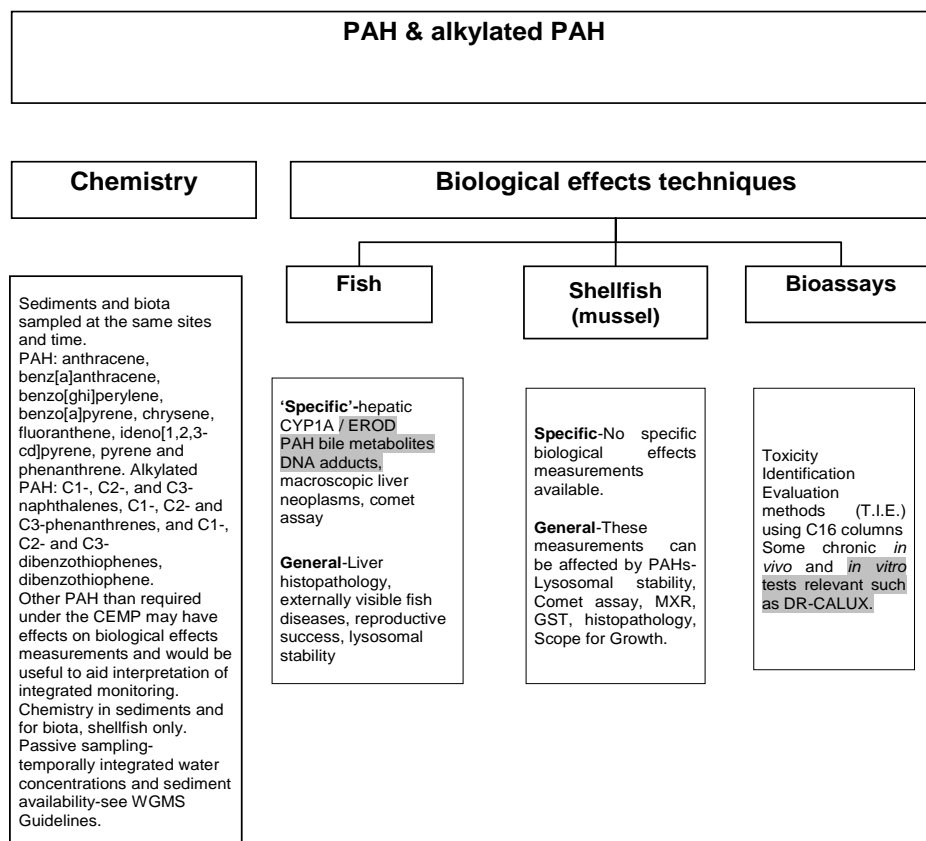 PAH & alkylated PAH
Chemistry
Biological effects techniques
Fish
Shellfish
(mussel)
Bioassays
Sediments and biota
sampled at the same sites
and time.
PAH: anthracene,
benz[a]anthracene,
benzo[ghi]perylene,
benzo[a]pyrene, chrysene,
fluoranthene, ideno[1,2,3-
cd]pyrene, pyrene and
phenanthrene. Alkylated
PAH: C1-, C2-, and C3-
naphthalenes, C1-, C2- and
C3-phenanthrenes, and C1-,
C2- and C3-
dibenzothiophenes,
dibenzothiophene.
Other PAH than required
under the CEMP may have
effects on biological effects
measurements and would be
useful to aid interpretation of
integrated monitoring.
Chemistry in sediments and
for biota, shellfish only.
Passive sampling-
temporally integrated water
concentrations and sediment
availability-see WGMS
Guidelines.
‘Specific’-hepatic
CYP1A / EROD
PAH bile metabolites
DNA adducts,
macroscopic liver
neoplasms, comet
assay
General-Liver
histopathology,
externally visible fish
diseases, reproductive
success, lysosomal
stability
Specific-No specific
biological effects
measurements
available.
General-These
measurements can
be affected by PAHs-
Lysosomal stability,
Comet assay, MXR,
GST, histopathology,
Scope for Growth.
Toxicity
Identification
Evaluation
methods (T.I.E.)
using C16 columns
Some chronic in
vivo and in vitro
tests relevant such
as DR-CALUX.